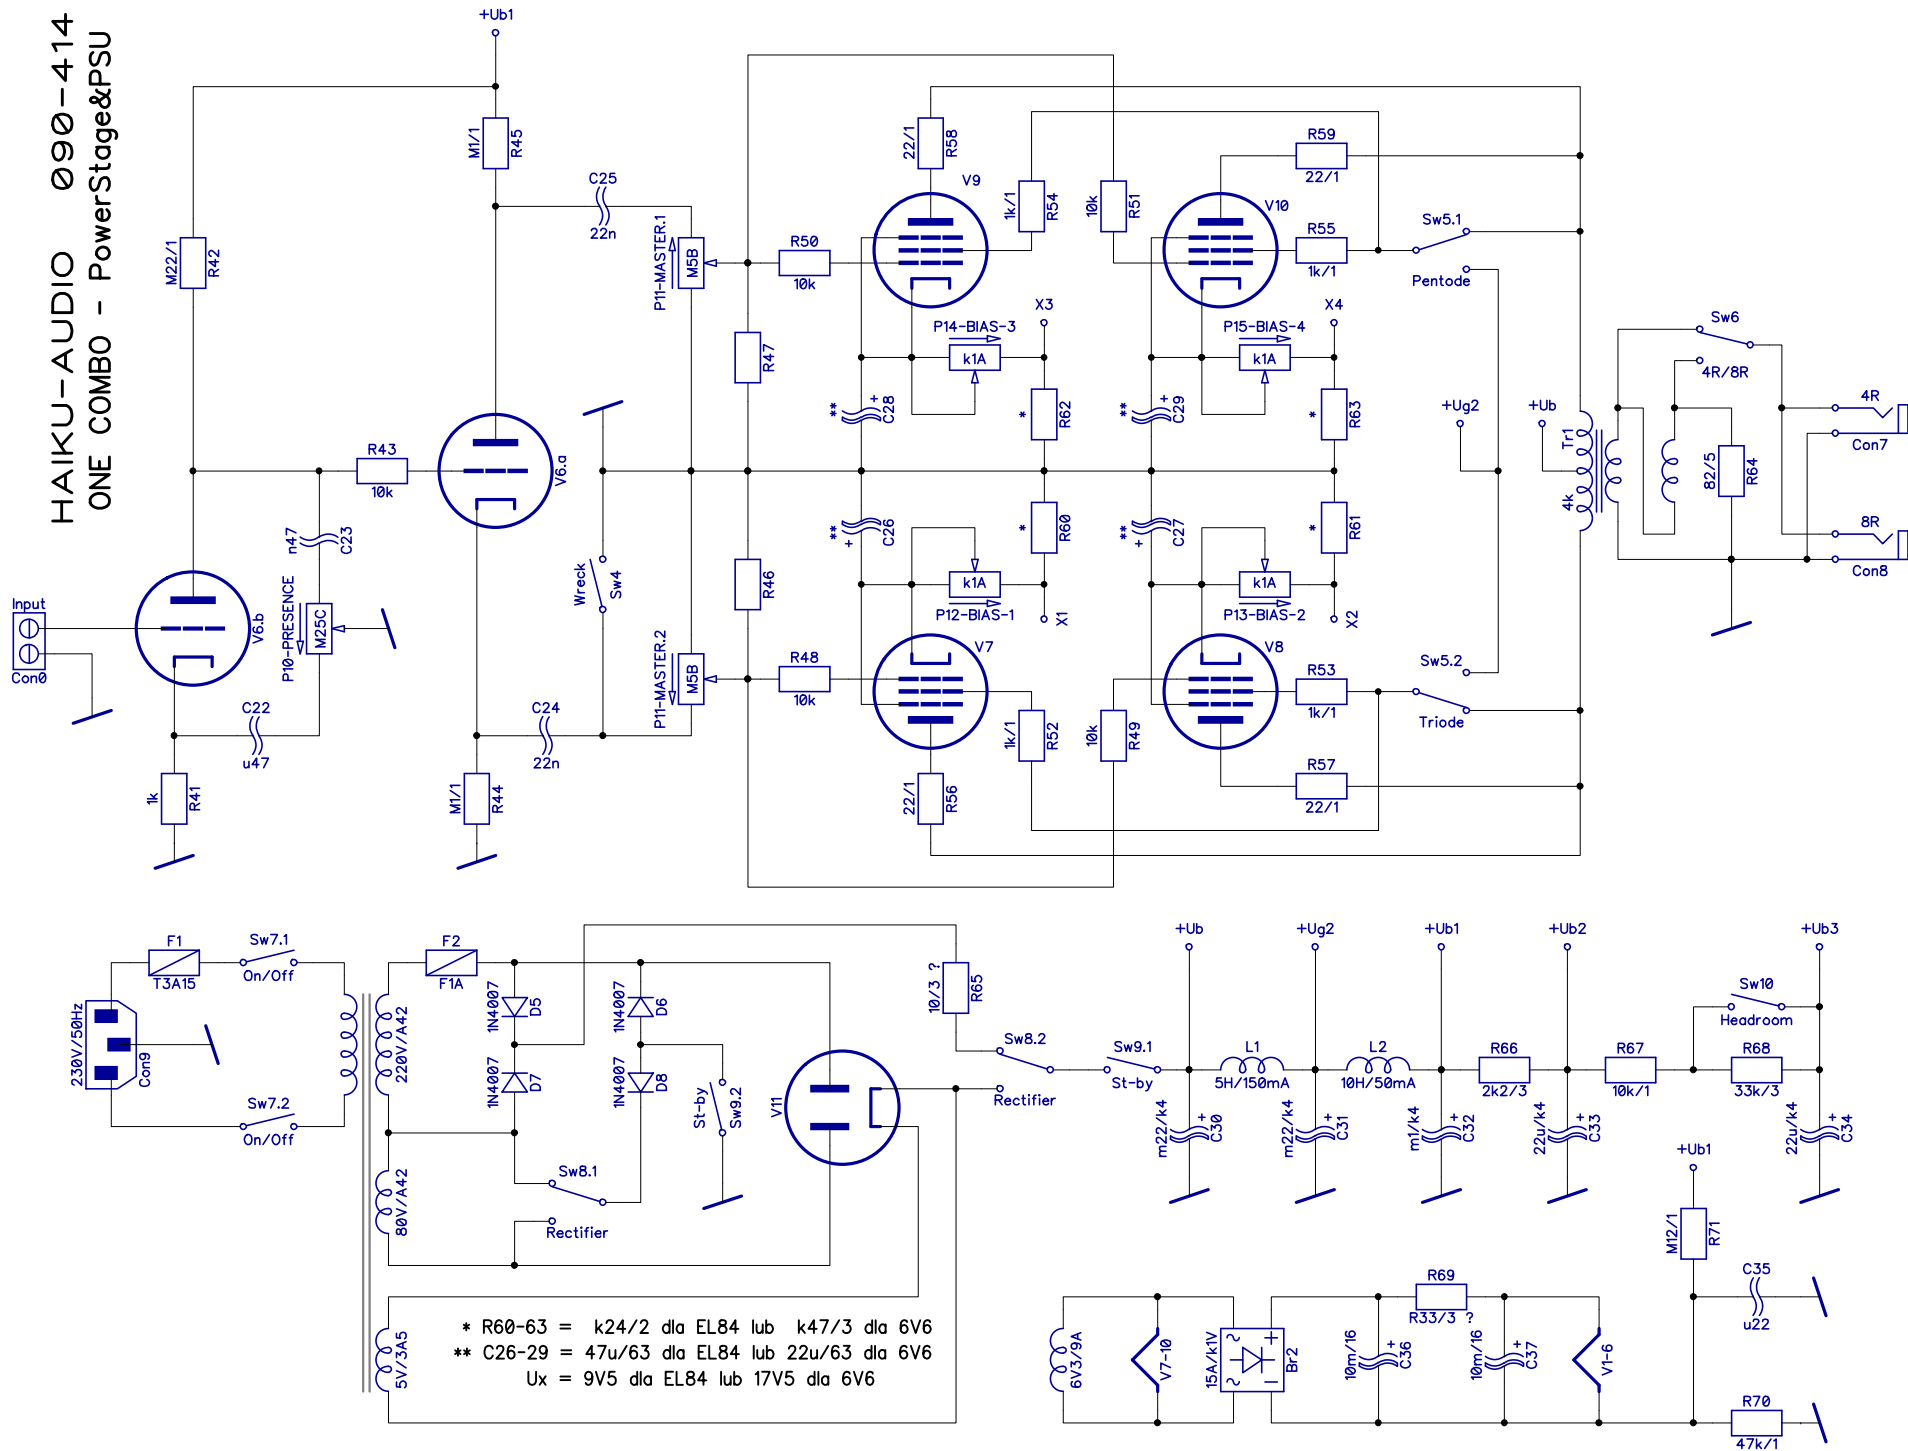 HAIKU-AUDIO 090-414
ONE COMBO - PowerStage&PSU
+Ub1
M22/1
R42
M1/1
R45
C25
22n
P11-MASTER.1
M5B
R43
10k
V6.a
n47
C23
P10-PRESENCE
M25C
Input
Con0
V6.b
C22
u47
1k
R41
M1/1
R44
C24
22n
Wreck
Sw4
P11-MASTER.2
M5B
R47
R46
R50
10k
R48
10k
22/1
R58
V9
1k/1
R54
10k
R51
V10
R59
22/1
R55
1k/1
Sw5.1
Pentode
P14-BIAS-3
k1A
X3
P15-BIAS-4
k1A
X4
**
+
C28
*
R62
**
+
C29
*
R63
+Ug2
+Ub
Tr1
4k
Sw6
4R/8R
82/5
R64
4R
Con7
8R
Con8
**
+
C26
*
R60
**
+
C27
*
R61
k1A
P12-BIAS-1
X1
k1A
P13-BIAS-2
X2
V7
V8
1k/1
R52
10k
R49
R53
1k/1
Sw5.2
Triode
22/1
R56
R57
22/1
230V/50Hz
Con9
F1
T3A15
Sw7.1
On/Off
Sw7.2
On/Off
220V/A42
80V/A42
5V/3A5
F2
F1A
1N4007
D5
1N4007
D6
1N4007
D7
1N4007
D8
St-by
Sw9.2
Sw8.1
Rectifier
V11
10/3 ?
R65
Sw8.2
Rectifier
Sw9.1
St-by
+Ub
L1
5H/150mA
m22/k4
+
C30
+Ug2
L2
10H/50mA
m22/k4
+
C31
+Ub1
R66
2k2/3
m1/k4
+
C32
+Ub2
R67
10k/1
22u/k4
+
C33
+Ub3
Sw10
Headroom
R68
33k/3
22u/k4
+
C34
* R60-63 = k24/2 dla EL84 lub k47/3 dla 6V6
** C26-29 = 47u/63 dla EL84 lub 22u/63 dla 6V6
Ux = 9V5 dla EL84 lub 17V5 dla 6V6
6V3/9A
V7-10
15A/k1V
~
~
+
-
Br2
10m/16
+
C36
R69
R33/3 ?
10m/16
+
C37
V1-6
+Ub1
M12/1
R71
C35
u22
R70
47k/1